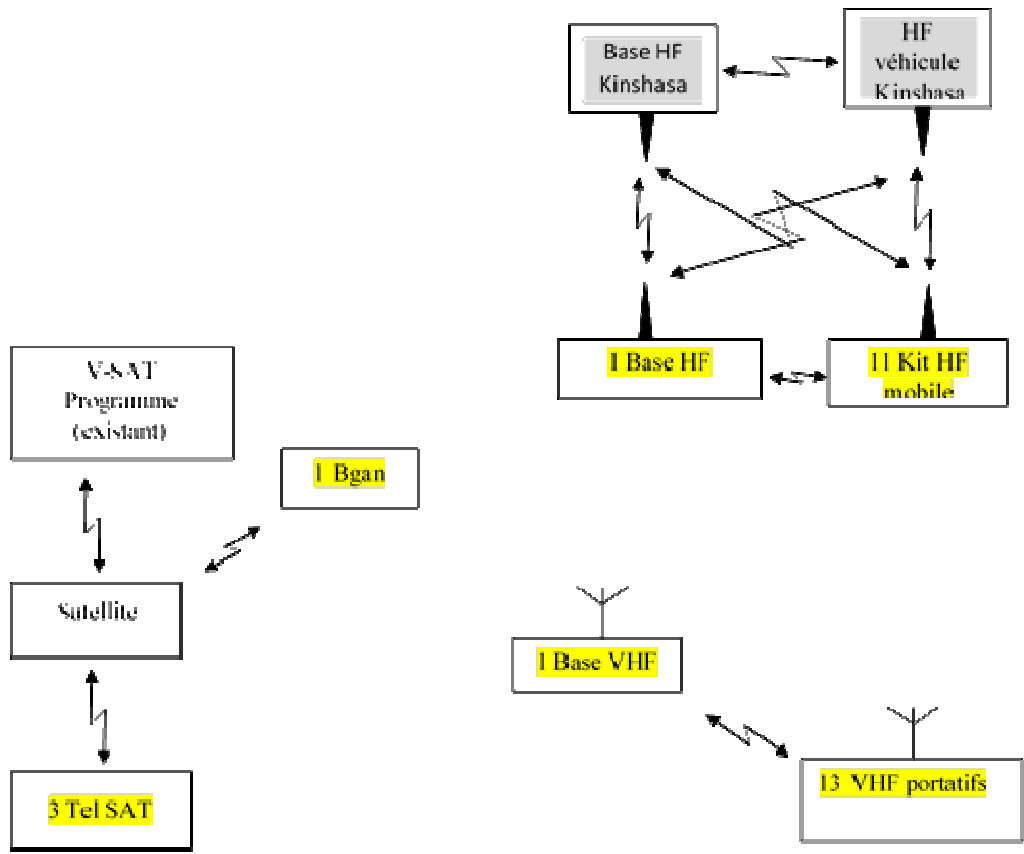 Base HF
Kinshasa
HF
véhicule
Kinshasa
1 Base HF
11 Kit HF
mobile
V-SAT
Programme
(existant)
1 Bgan
Satellite
1 Base VHF
3 Tel SAT
13 VHF portatifs